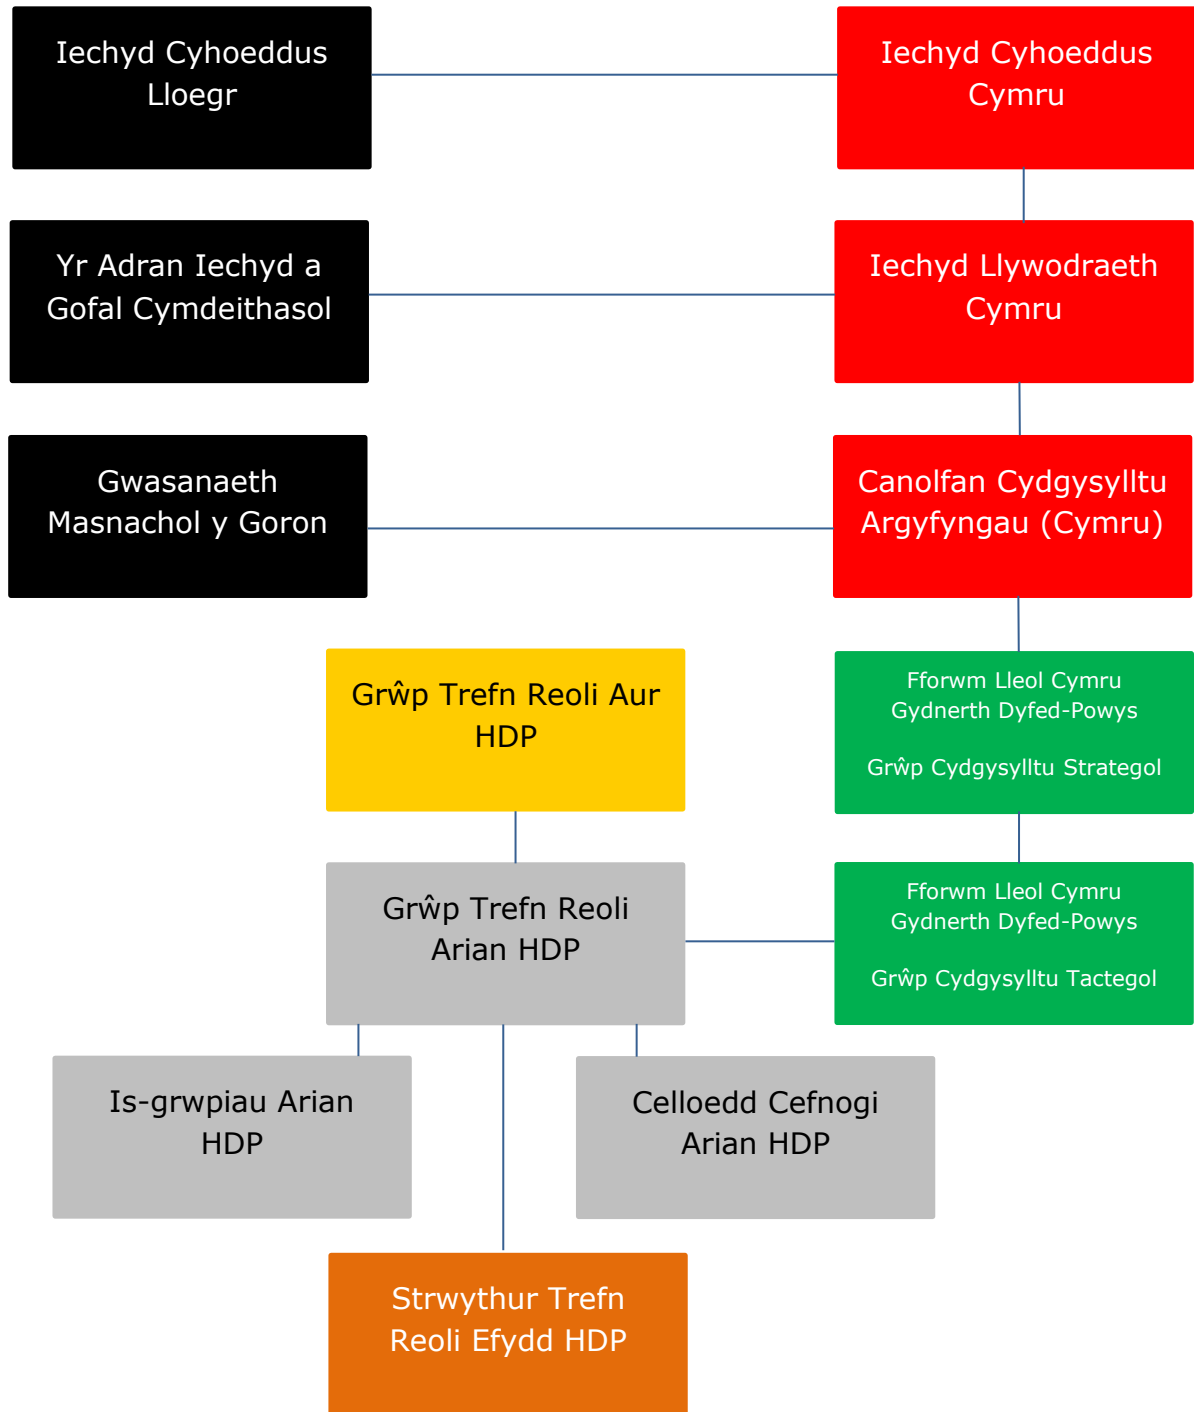 Iechyd Cyhoeddus
Lloegr
Iechyd Cyhoeddus
Cymru
Yr Adran Iechyd a
Gofal Cymdeithasol
Iechyd Llywodraeth
Cymru
Gwasanaeth
Masnachol y Goron
Canolfan Cydgysylltu
Argyfyngau (Cymru)
Grŵp Trefn Reoli Aur
HDP
Fforwm Lleol Cymru
Gydnerth Dyfed-Powys
Grŵp Cydgysylltu Strategol
Grŵp Trefn Reoli
Arian HDP
Fforwm Lleol Cymru
Gydnerth Dyfed-Powys
Grŵp Cydgysylltu Tactegol
Is-grwpiau Arian
HDP
Celloedd Cefnogi
Arian HDP
Strwythur Trefn
Reoli Efydd HDP